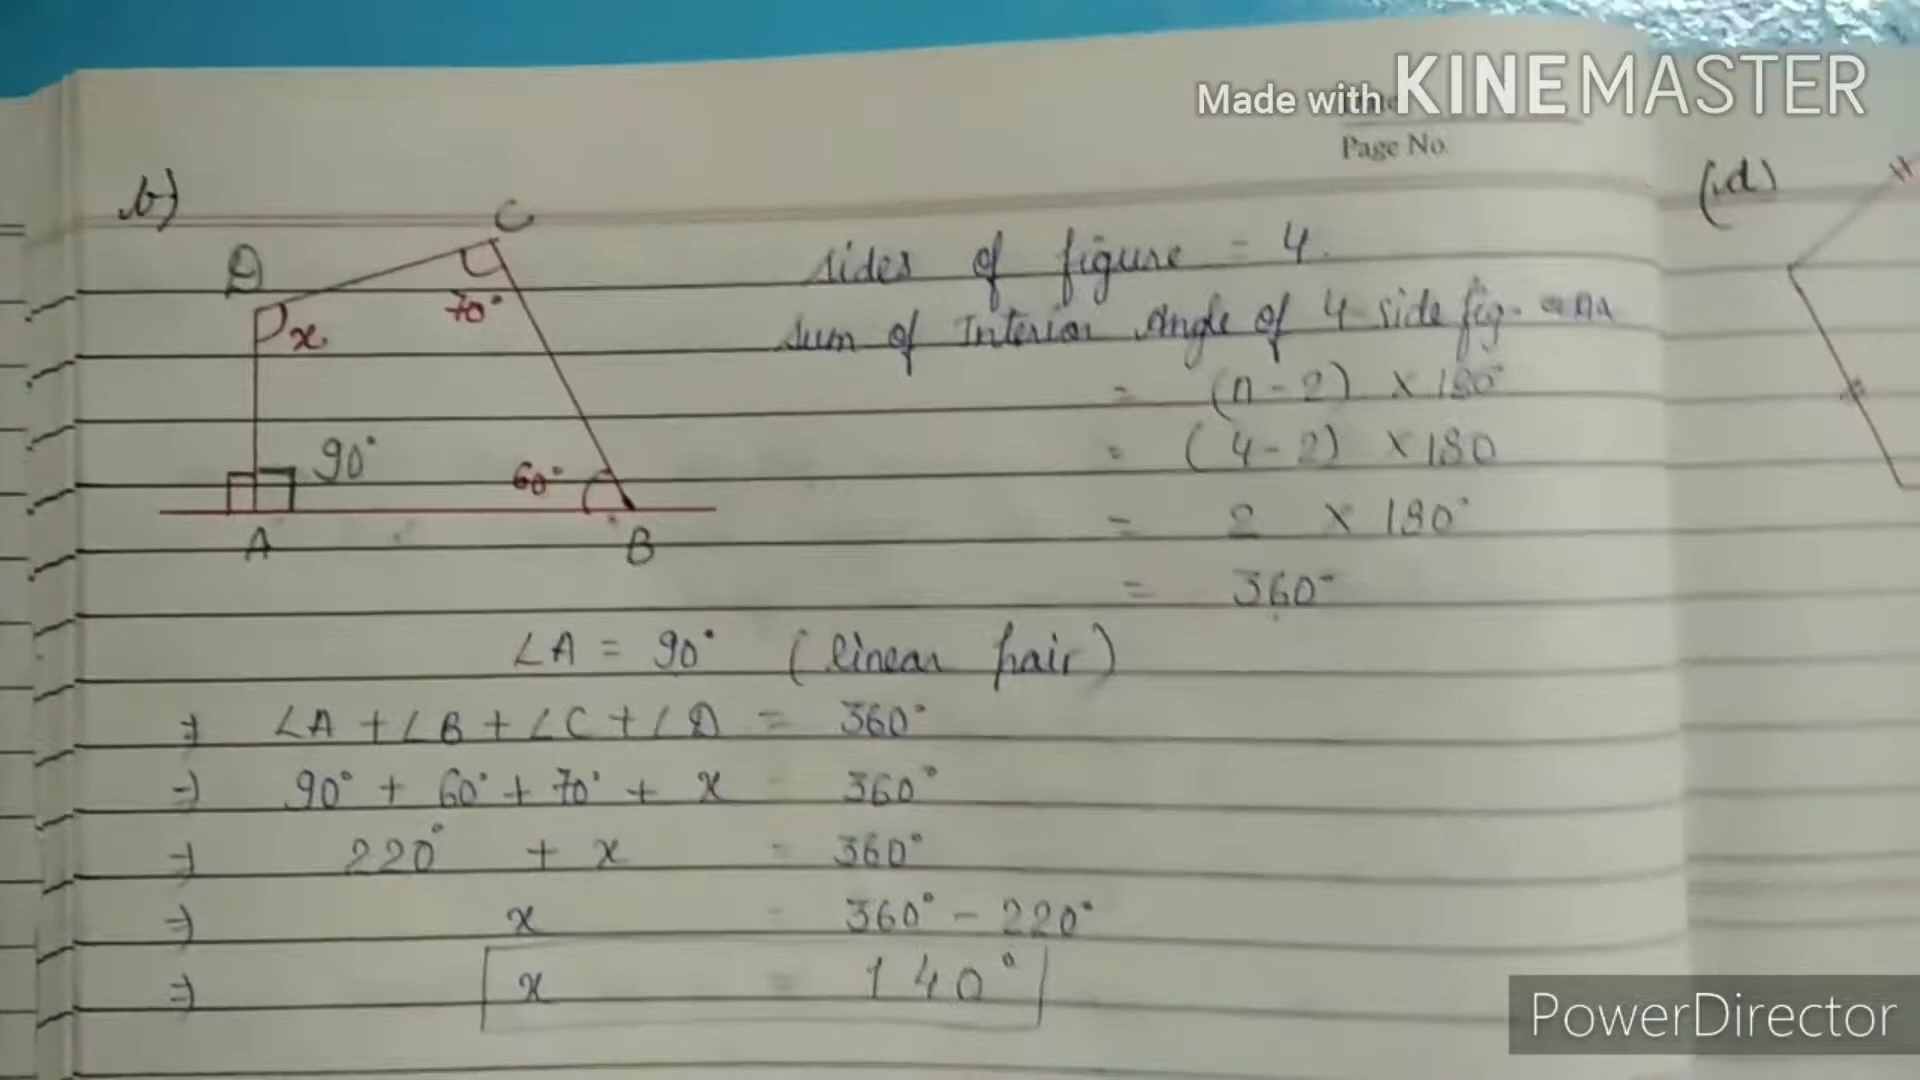 Made with KINEMASTER
Page No.
b)
(d)
C
D
70°
x
90°
60°
A
B
sides of figure = 4.
sum of Interior Angle of 4 side fig.
= (n - 2) × 180°
= (4 - 2) × 180
= 2 × 180°
= 360°
∠A = 90° (linear pair)
⇒ ∠A + ∠B + ∠C + ∠D = 360°
⇒ 90° + 60° + 70° + x = 360°
⇒ 220° + x = 360°
⇒ x = 360° - 220°
⇒ x = 140°
PowerDirector